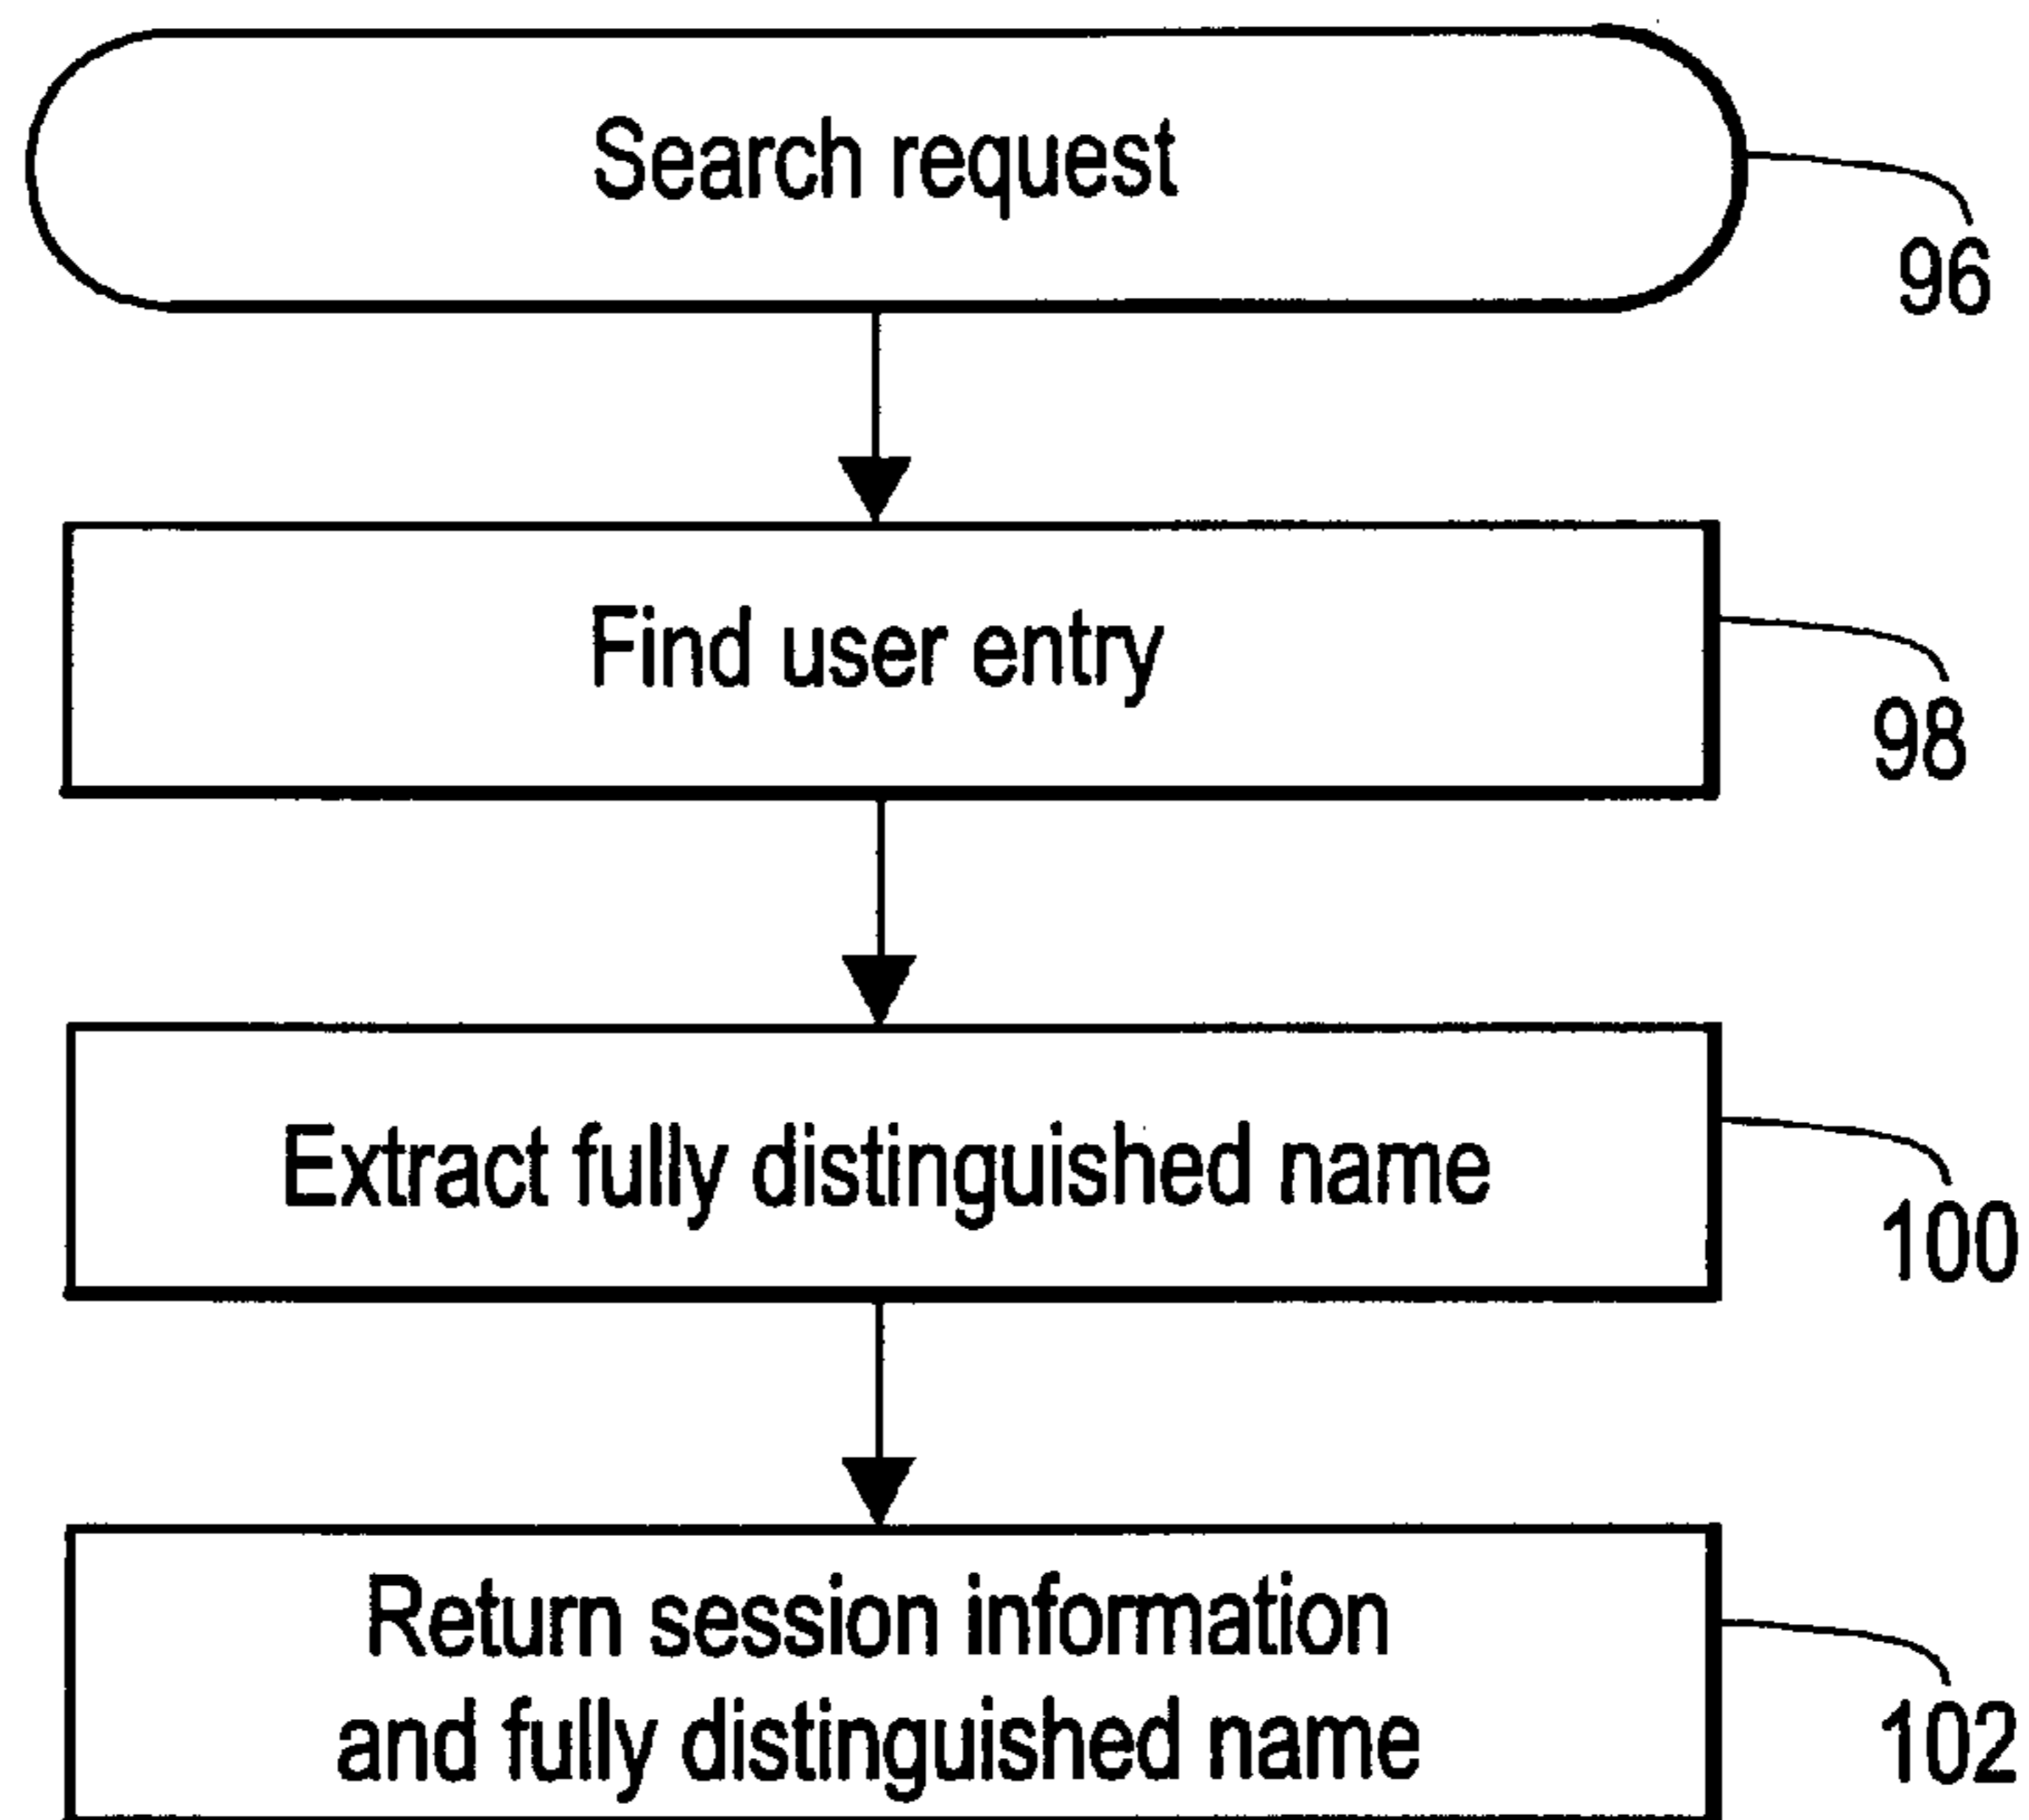 Search request
96
Find user entry
98
Extract fully distinguished name
100
Return session information
and fully distinguished name
102